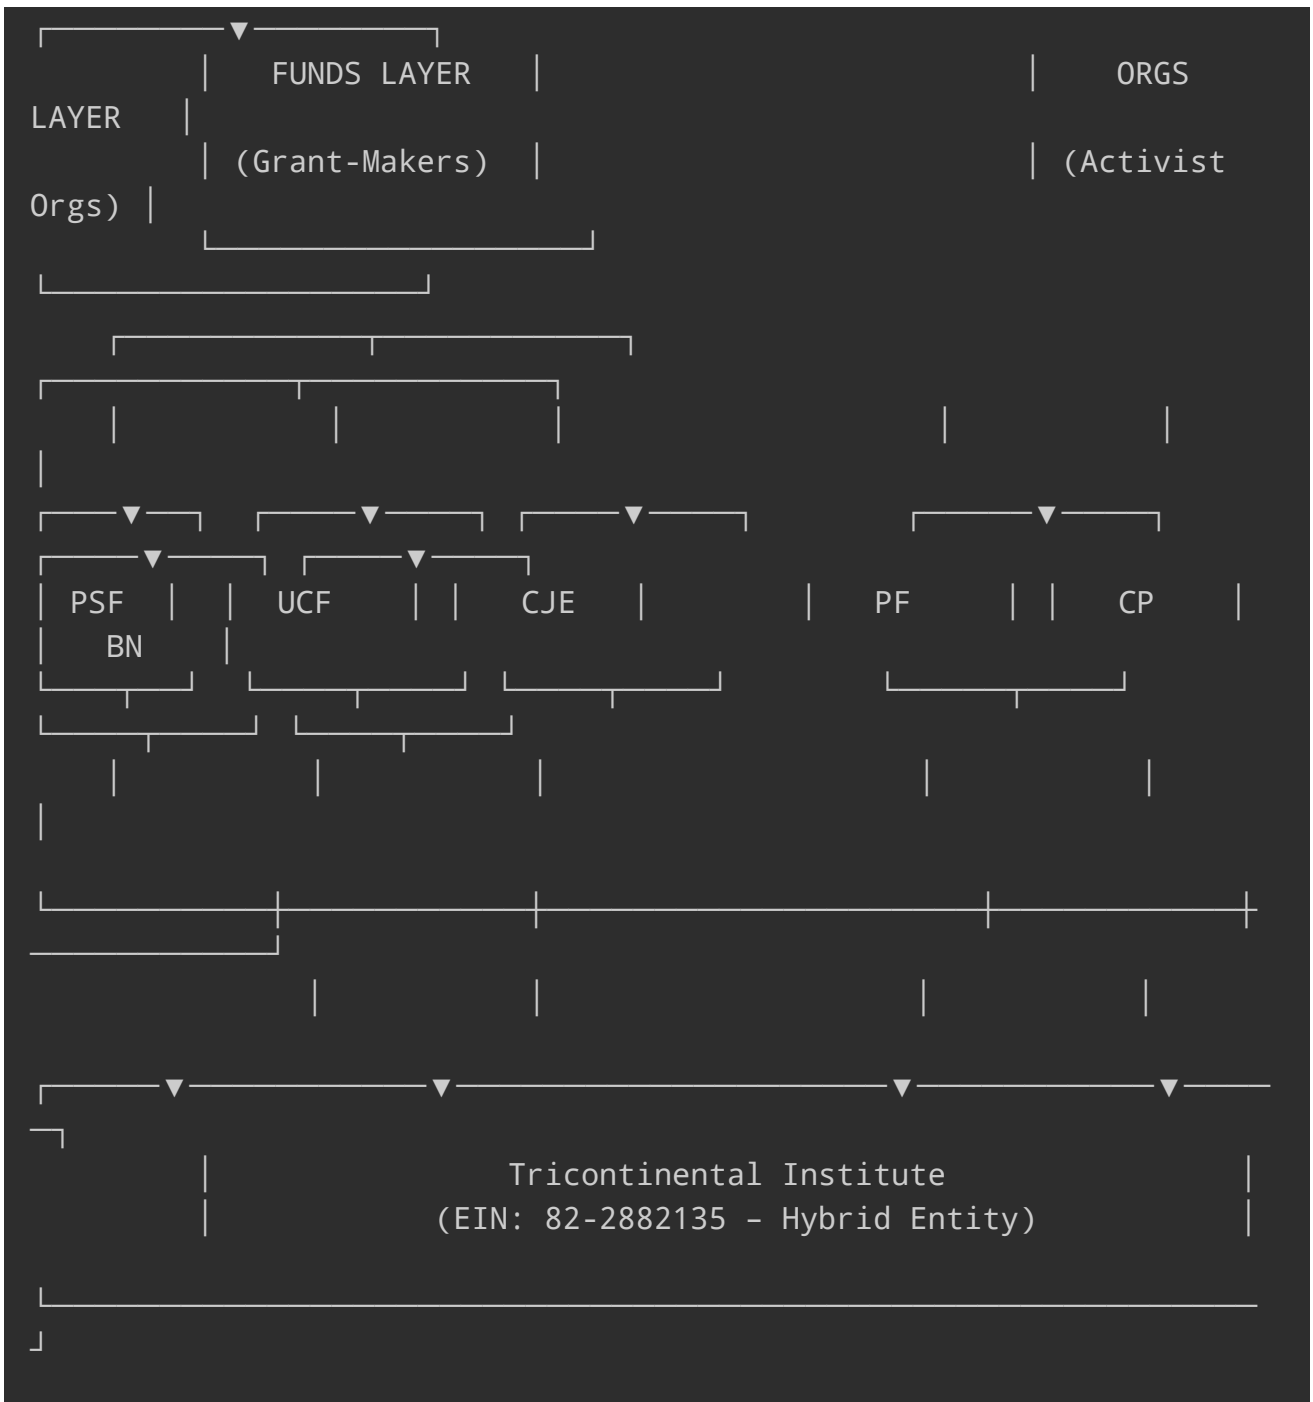 FUNDS LAYER ORGS
LAYER
(Grant-Makers) (Activist
Orgs)
PSF UCF CJE PF CP
BN
Tricontinental Institute
(EIN: 82-2882135 – Hybrid Entity)